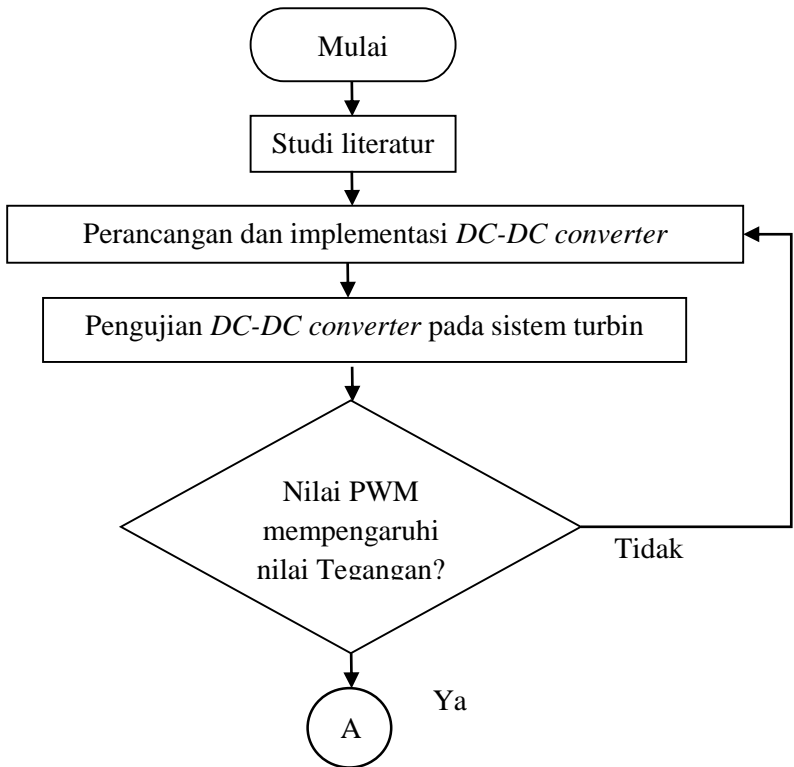 Mulai
Studi literatur
Perancangan dan implementasi DC-DC converter
Pengujian DC-DC converter pada sistem turbin
Nilai PWM
mempengaruhi
nilai Tegangan?
Tidak
Ya
A